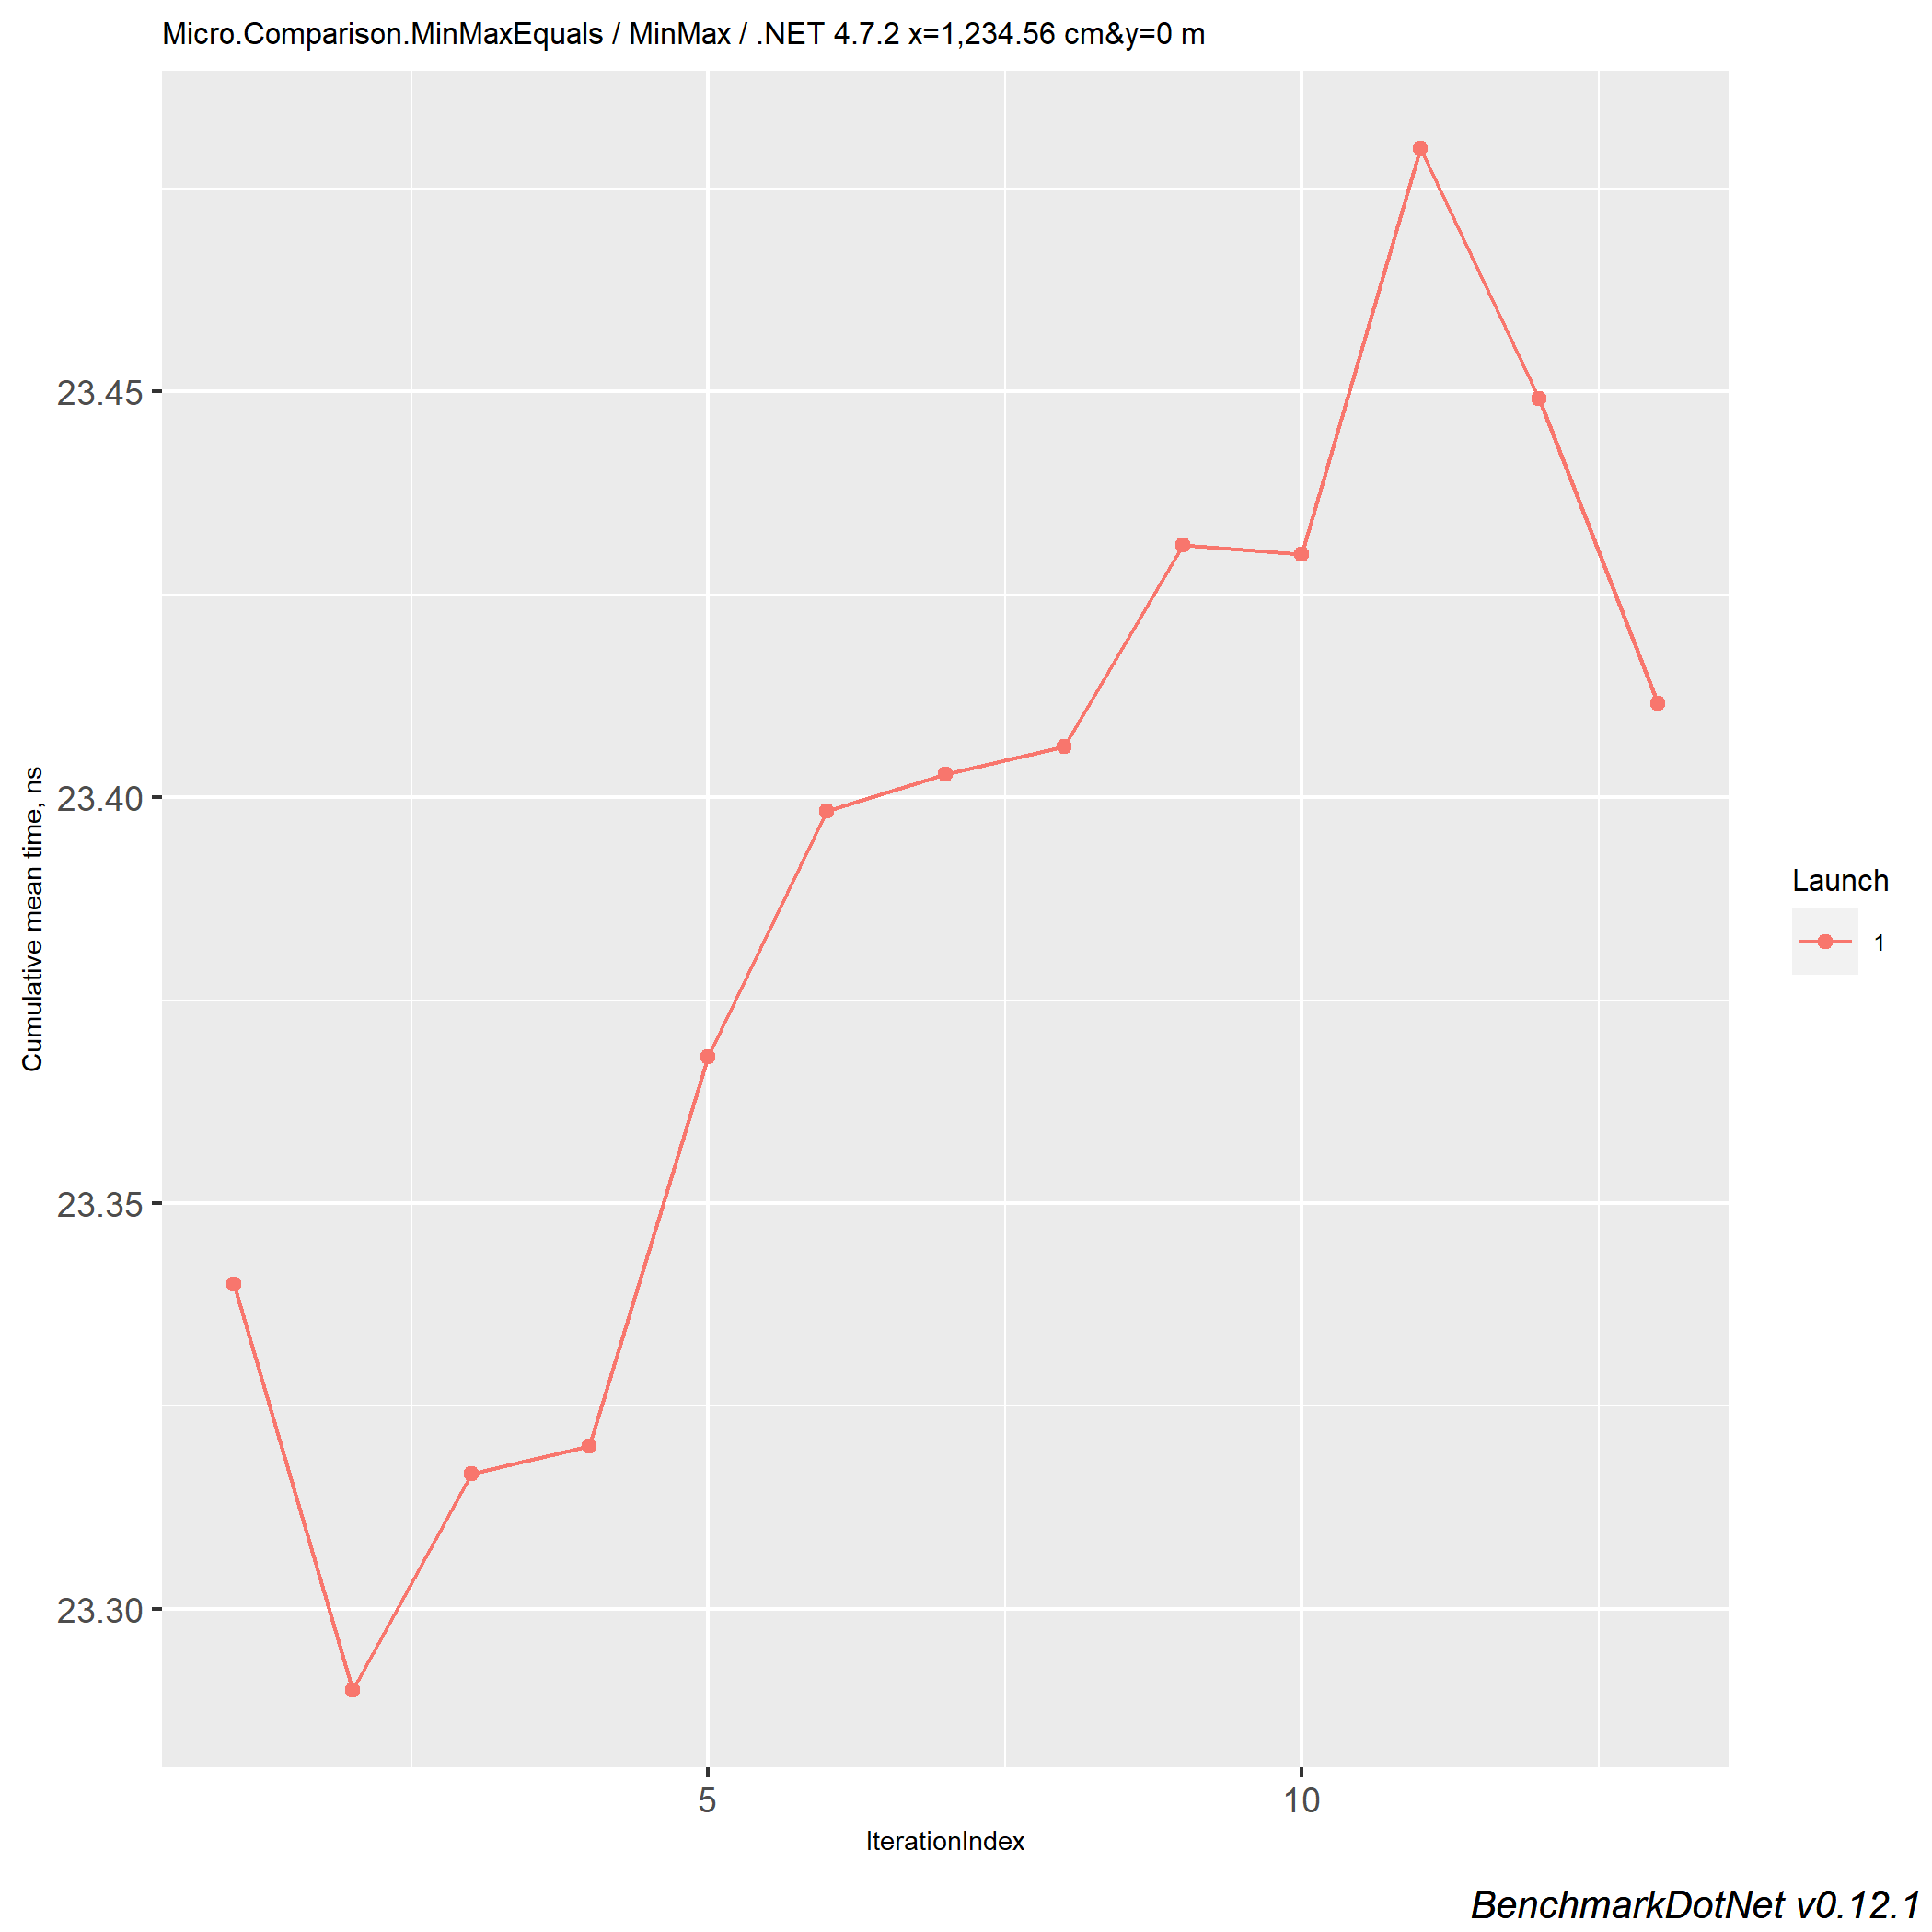 Micro.Comparison.MinMaxEquals / MinMax / .NET 4.7.2 x=1,234.56 cm&y=0 m
Cumulative mean time, ns
23.45
23.40
23.35
23.30
5
10
IterationIndex
Launch
1
BenchmarkDotNet v0.12.1